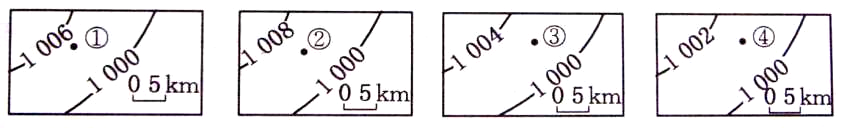 1 006 ① 1 000 0 5 km
1 008 ② 1 000 0 5 km
1 004 ③ 1 000 0 5 km
1 002 ④ 1 000 0 5 km